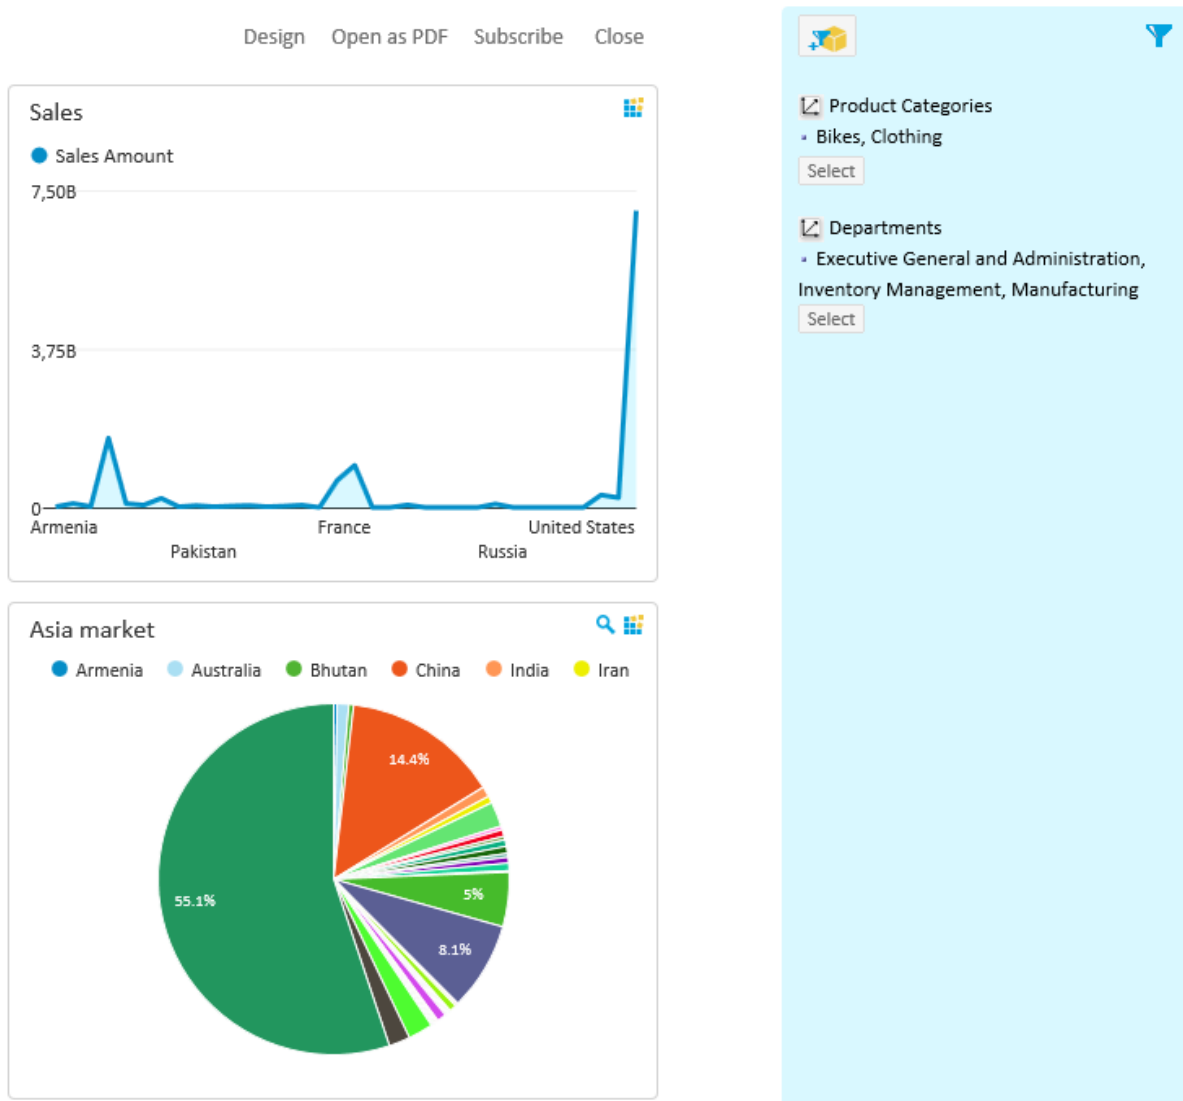 Design Open as PDF Subscribe Close
Sales
Sales Amount
7,50B
3,75B
0
Armenia France United States
Pakistan Russia
Asia market
Armenia Australia Bhutan China India Iran
14.4%
55.1%
5%
8.1%
Product Categories
Bikes, Clothing
Select
Departments
Executive General and Administration,
Inventory Management, Manufacturing
Select